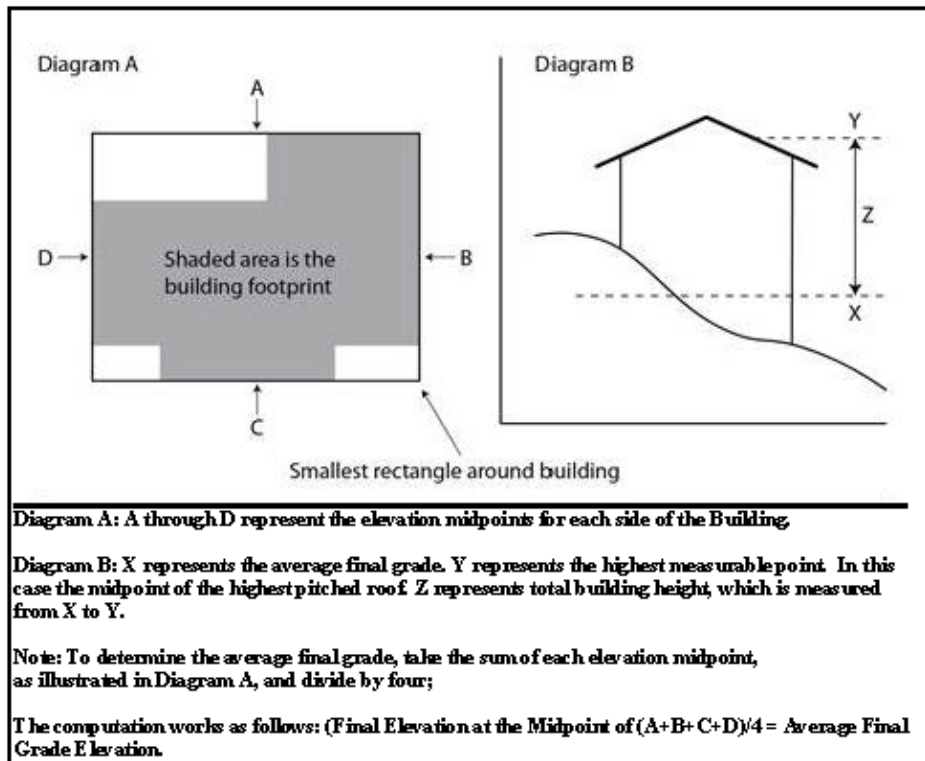 Diagram A
Diagram B
A
Y
D
Shaded area is the
building footprint
B
Z
X
C
Smallest rectangle around building
Diagram A: A through D represent the elevation midpoints for each side of the Building.
Diagram B: X represents the average final grade. Y represents the highest measurable point. In this
case the midpoint of the highest pitched roof. Z represents total building height, which is measured
from X to Y.
Note: To determine the average final grade, take the sum of each elevation midpoint,
as illustrated in Diagram A, and divide by four;
The computation works as follows: (Final Elevation at the Midpoint of (A+B+C+D)/4 = Average Final
Grade Elevation.